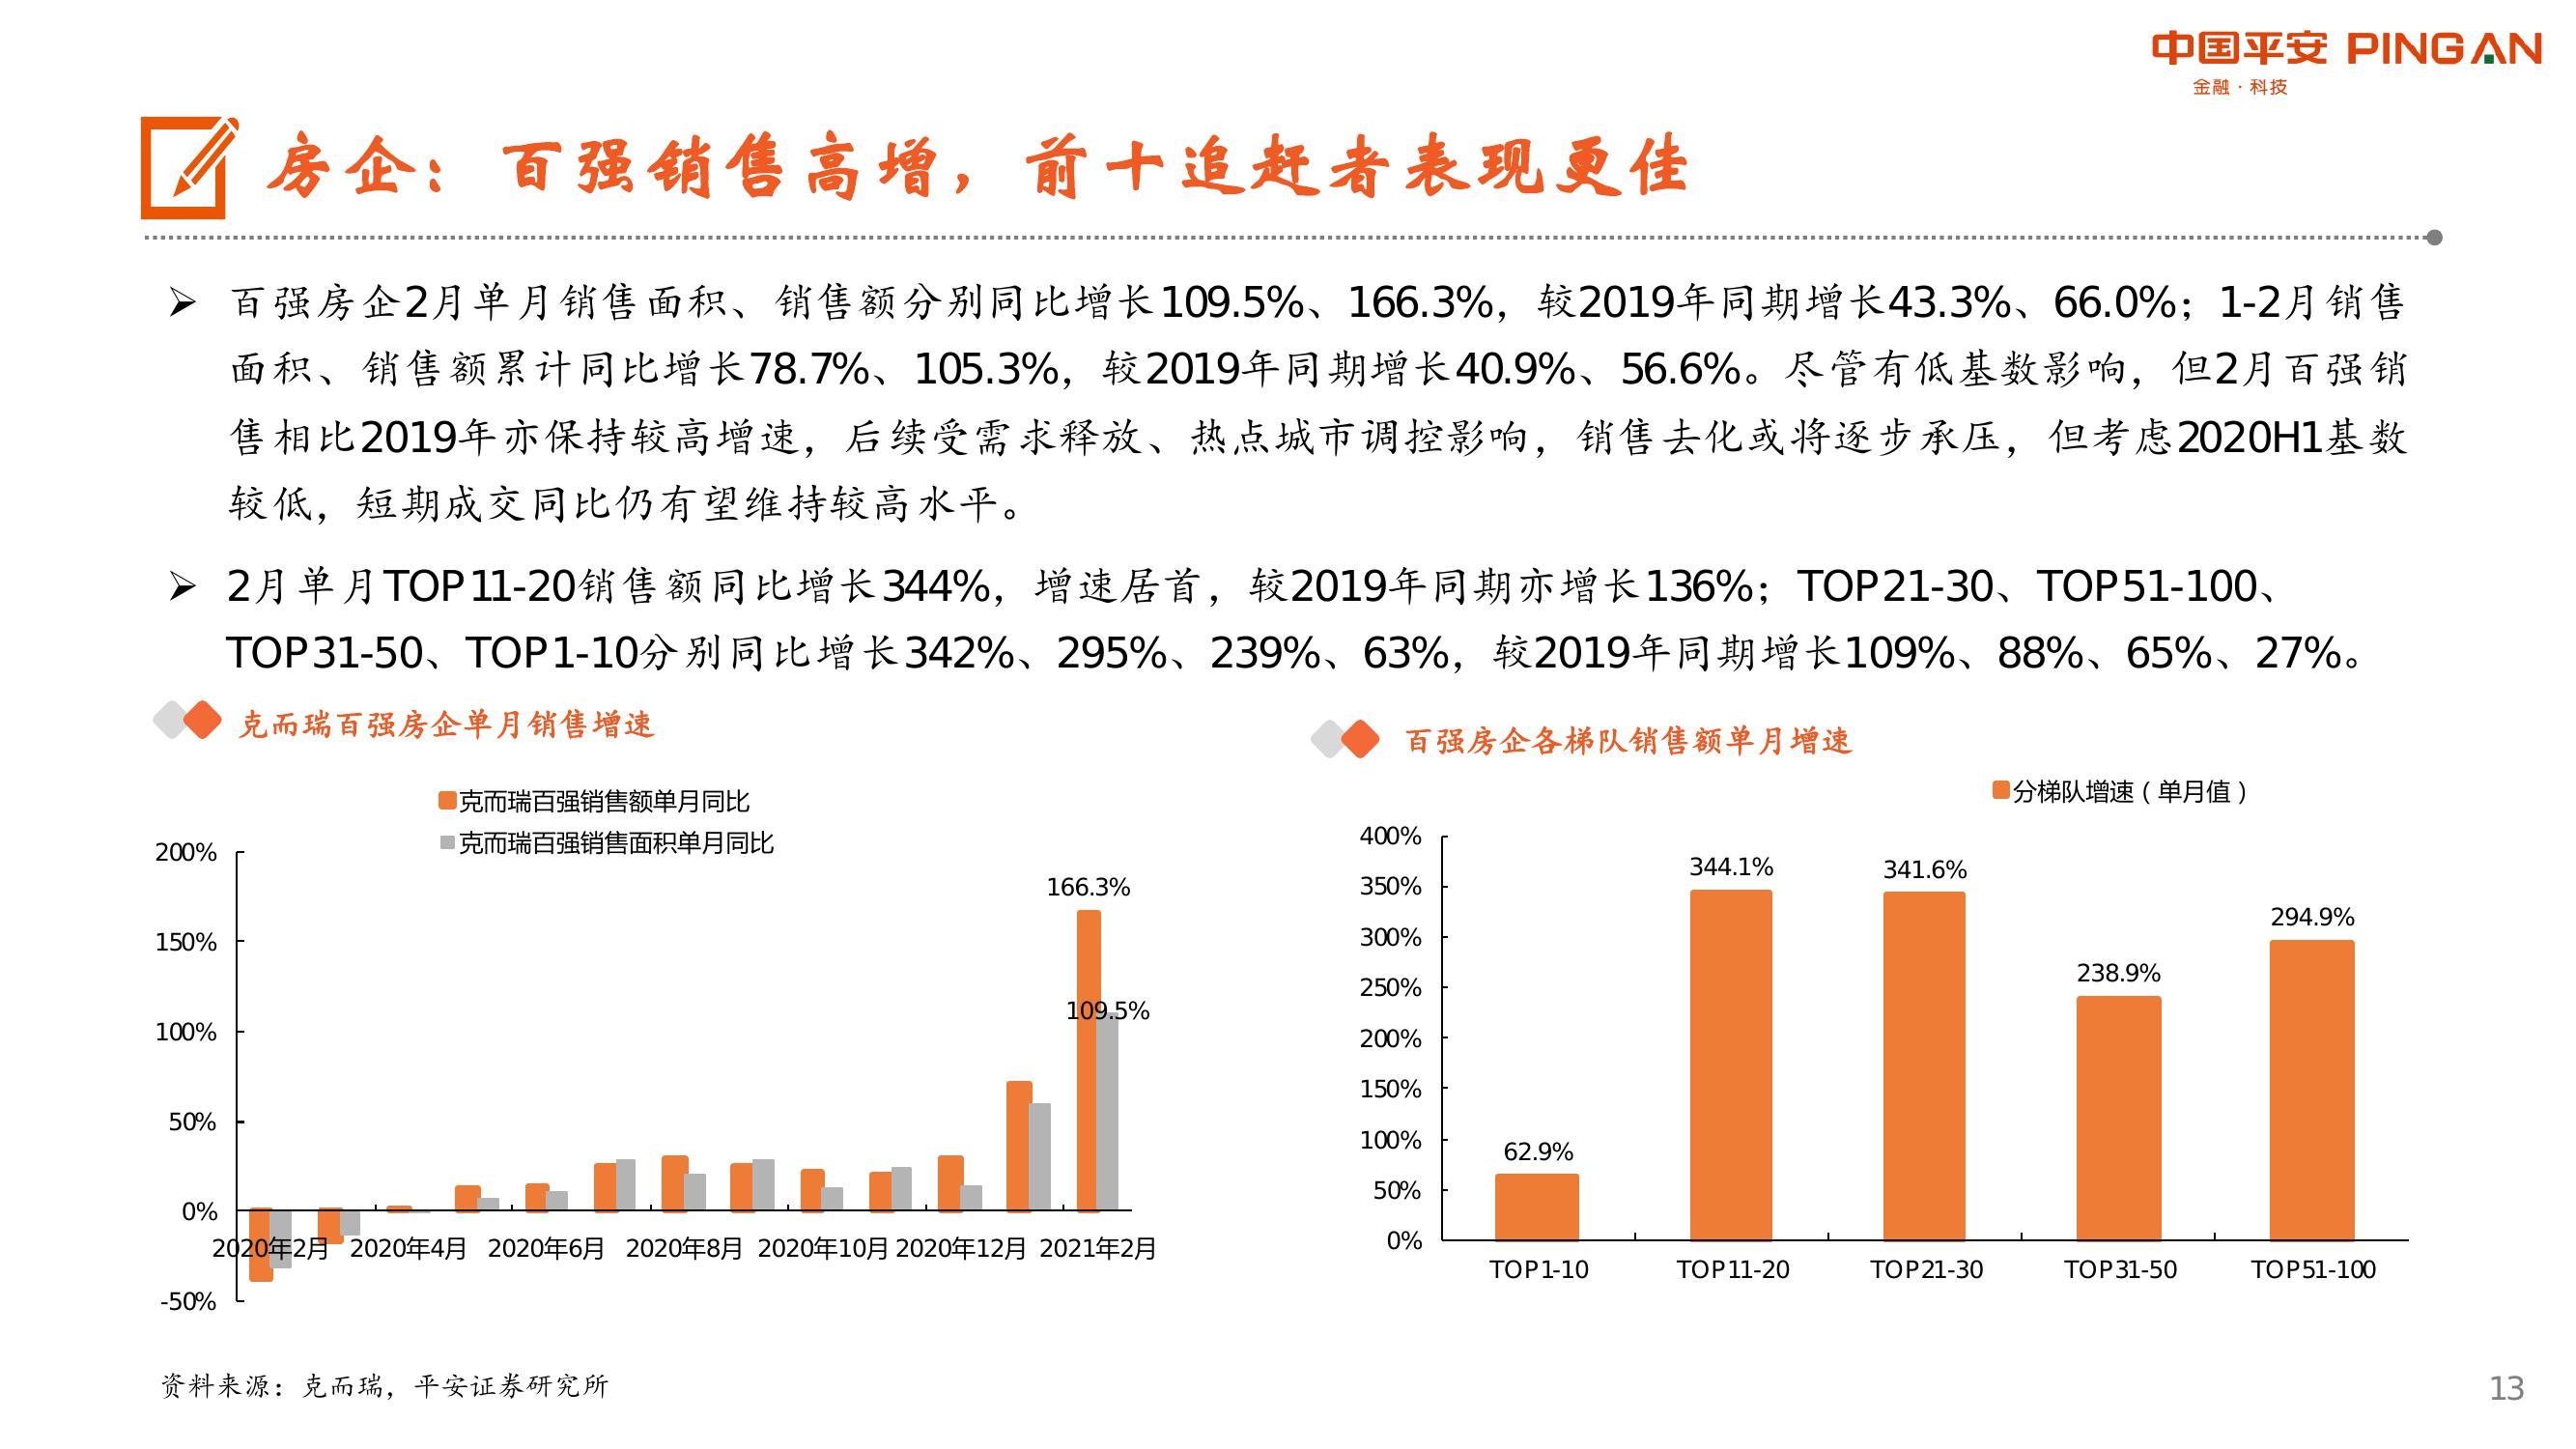 中国平安 PINGAN
金融·科技
房企：百强销售高增，前十追赶者表现更佳
百强房企2月单月销售面积、销售额分别同比增长109.5%、166.3%，较2019年同期增长43.3%、66.0%；1-2月销售
面积、销售额累计同比增长78.7%、105.3%，较2019年同期增长40.9%、56.6%。尽管有低基数影响，但2月百强销
售相比2019年亦保持较高增速，后续受需求释放、热点城市调控影响，销售去化或将逐步承压，但考虑2020H1基数
较低，短期成交同比仍有望维持较高水平。
2月单月TOP11-20销售额同比增长344%，增速居首，较2019年同期亦增长136%；TOP21-30、TOP51-100、
TOP31-50、TOP1-10分别同比增长342%、295%、239%、63%，较2019年同期增长109%、88%、65%、27%。
克而瑞百强房企单月销售增速
克而瑞百强销售额单月同比
克而瑞百强销售面积单月同比
200%
150%
100%
50%
0%
-50%
166.3%
109.5%
2020年2月 2020年4月 2020年6月 2020年8月 2020年10月 2020年12月 2021年2月
百强房企各梯队销售额单月增速
分梯队增速（单月值）
400%
350%
300%
250%
200%
150%
100%
50%
0%
62.9%
344.1%
341.6%
238.9%
294.9%
TOP1-10 TOP11-20 TOP21-30 TOP31-50 TOP51-100
资料来源：克而瑞，平安证券研究所
13